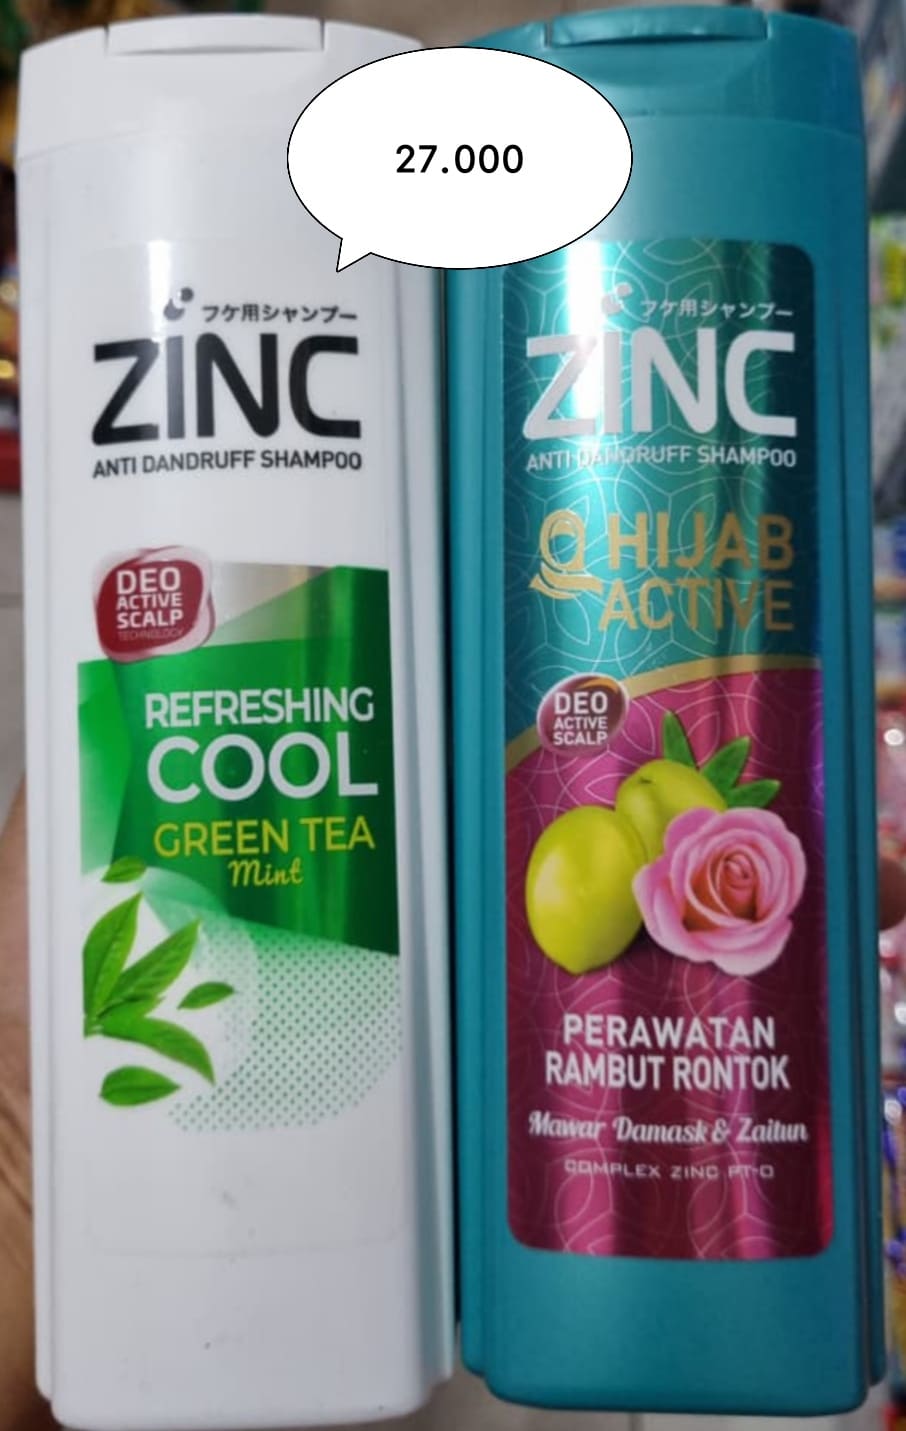 27.000
フケ用シャンプー
ZINC
ANTI DANDRUFF SHAMPOO
DEO
ACTIVE
SCALP
TECHNOLOGY
REFRESHING
COOL
GREEN TEA
Mint
フケ用シャンプー
ZINC
ANTI DANDRUFF SHAMPOO
HIJAB
ACTIVE
DEO
ACTIVE
SCALP
PERAWATAN
RAMBUT RONTOK
Mawar Damask & Zaitun
COMPLEX ZINC PT-O